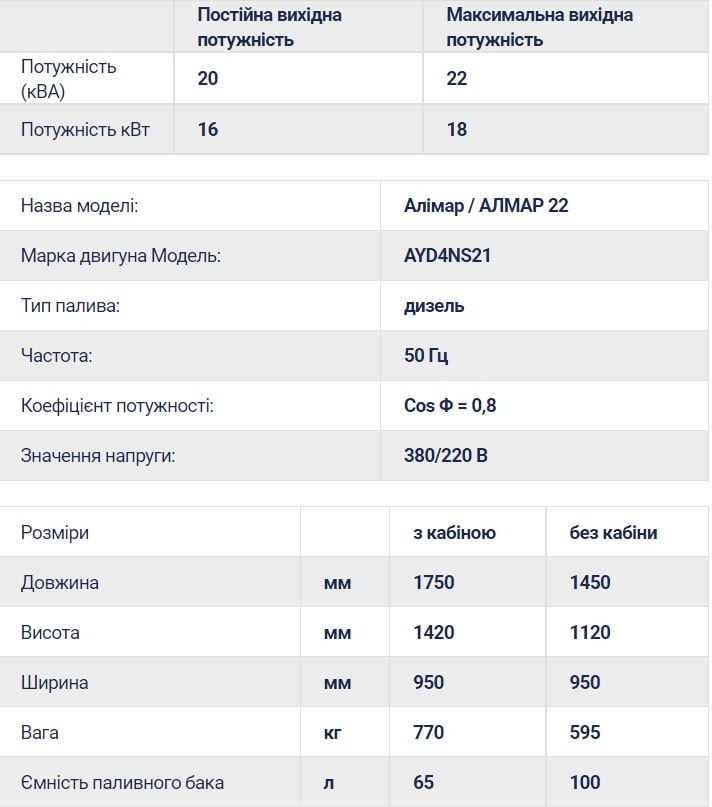 Постійна вихідна Максимальна вихідна
потужність потужність
Потужність
(кВА) 20 22
Потужність кВт 16 18
Назва моделі: Алімар / АЛМАР 22
Марка двигуна Модель: AYD4NS21
Тип палива: дизель
Частота: 50 Гц
Коефіцієнт потужності: Cos Ф = 0,8
Значення напруги: 380/220 В
Розміри з кабіною без кабіни
Довжина мм 1750 1450
Висота мм 1420 1120
Ширина мм 950 950
Вага кг 770 595
Ємність паливного бака л 65 100